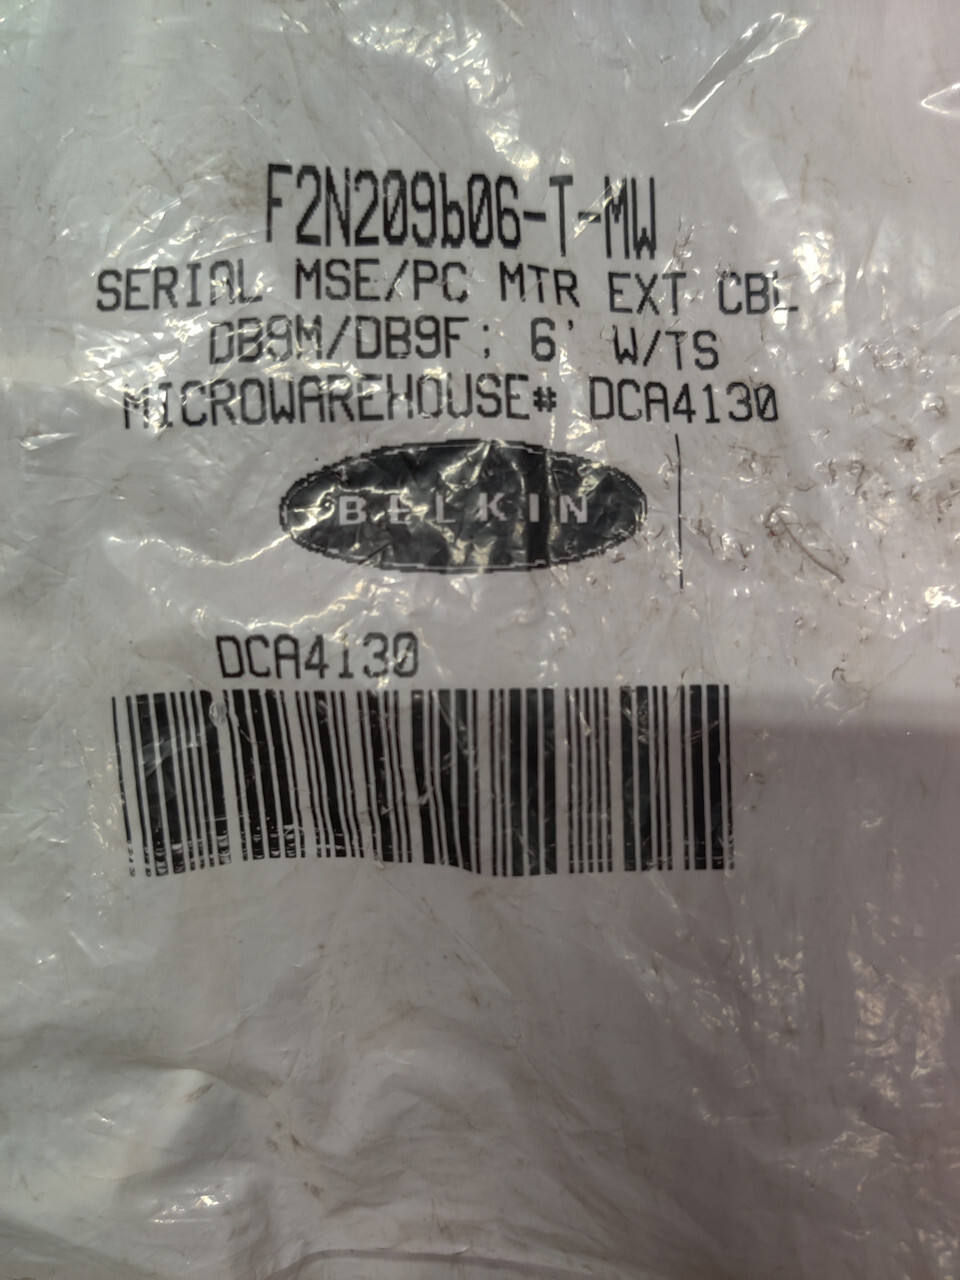 F2N209b06-T-MW
SERIAL MSE/PC MTR EXT CBL
DB9M/DB9F; 6' W/TS
MICROWAREHOUSE# DCA4130
BELKIN
DCA4130